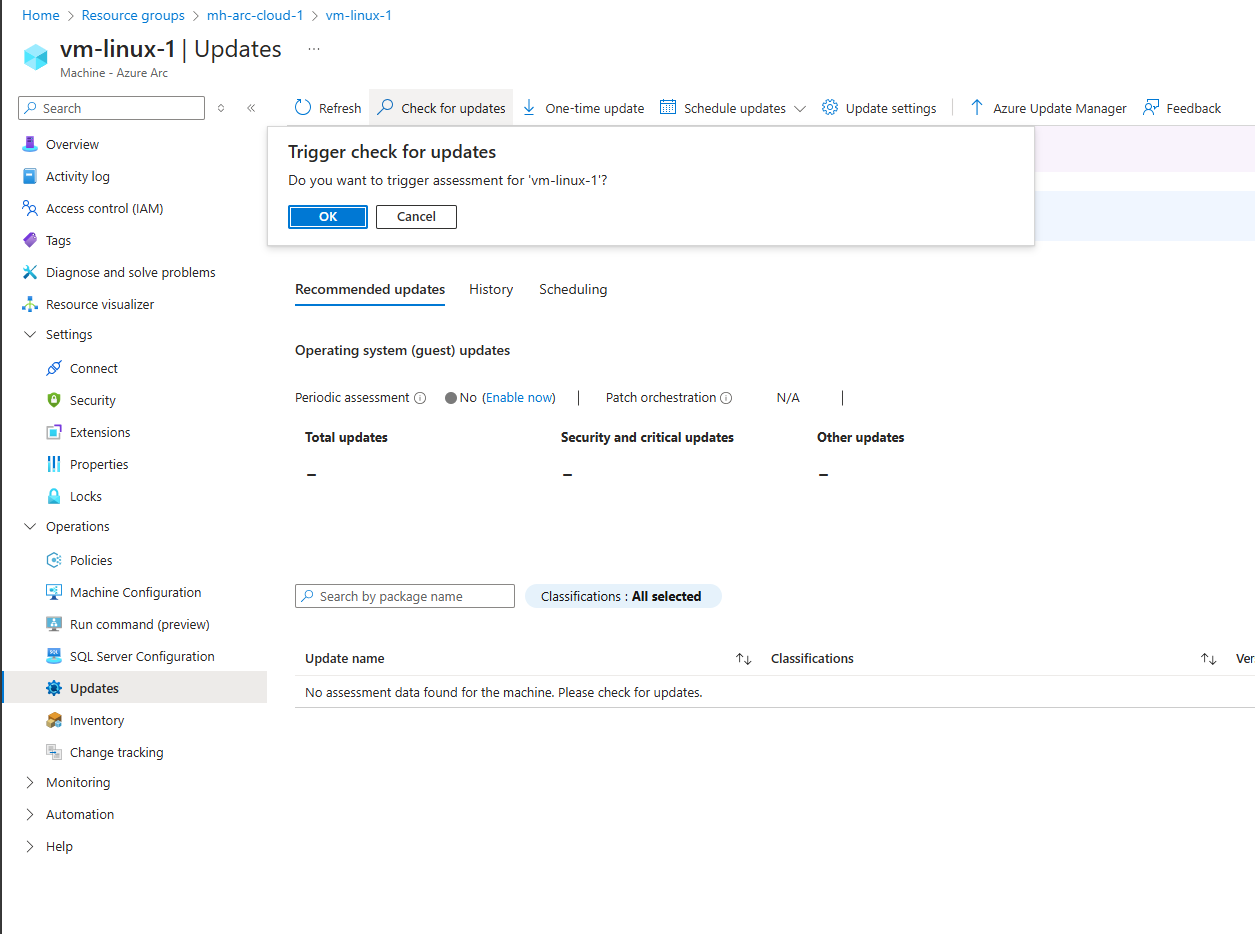 Home > Resource groups > mh-arc-cloud-1 > vm-linux-1
vm-linux-1 | Updates ...
Machine - Azure Arc
Search
Refresh Check for updates One-time update Schedule updates Update settings Azure Update Manager Feedback
Trigger check for updates
Do you want to trigger assessment for 'vm-linux-1'?
OK Cancel
Overview
Activity log
Access control (IAM)
Tags
Diagnose and solve problems
Resource visualizer
Settings
Connect
Security
Extensions
Properties
Locks
Operations
Policies
Machine Configuration
Run command (preview)
SQL Server Configuration
Updates
Inventory
Change tracking
Monitoring
Automation
Help
Recommended updates History Scheduling
Operating system (guest) updates
Periodic assessment No (Enable now) | Patch orchestration N/A |
Total updates Security and critical updates Other updates
– – –
Search by package name Classifications : All selected
Update name Classifications Ver
No assessment data found for the machine. Please check for updates.